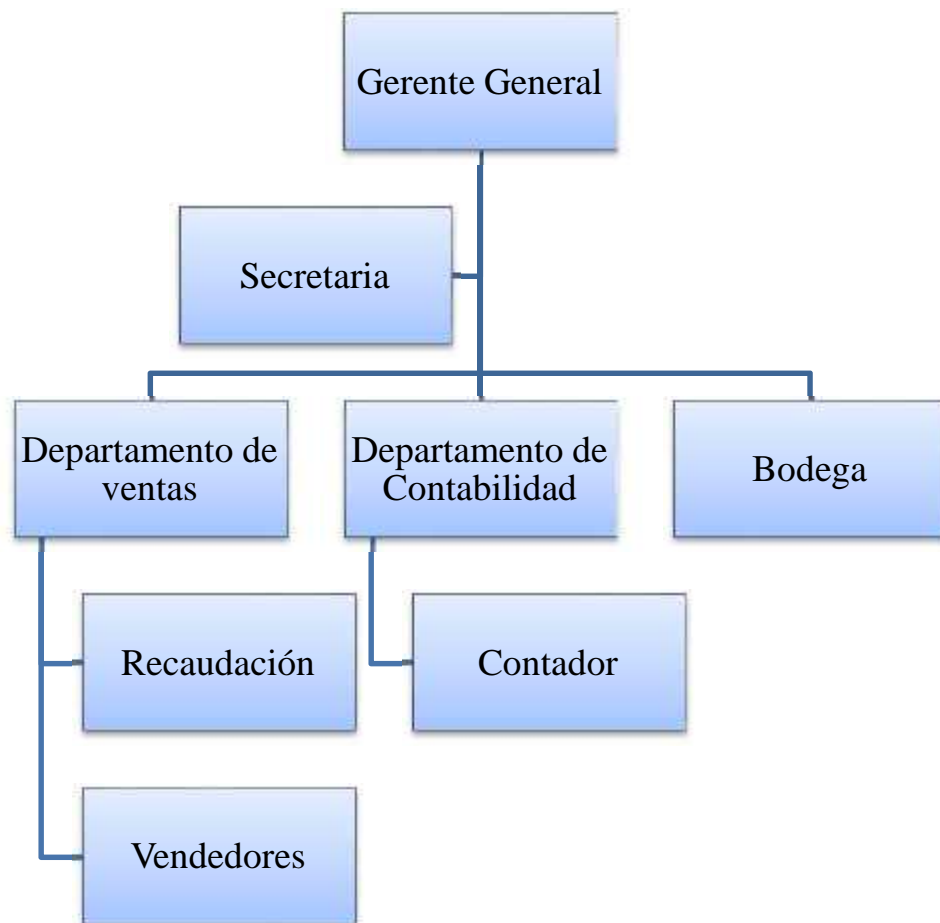 Gerente General
Secretaria
Departamento de
ventas
Departamento de
Contabilidad
Bodega
Recaudación
Contador
Vendedores